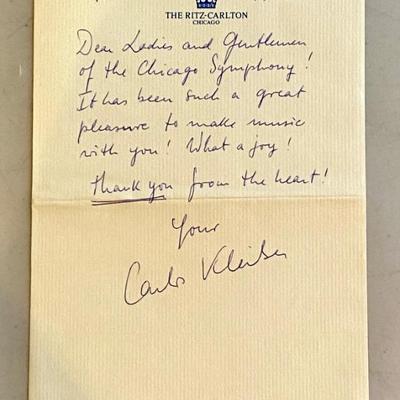 THE RITZ-CARLTON
CHICAGO
Dear Ladies and Gentlemen
of the Chicago Symphony!
It has been such a great
pleasure to make music
with you! What a joy!
Thank you from the heart!
Your
Carlos Kleiber